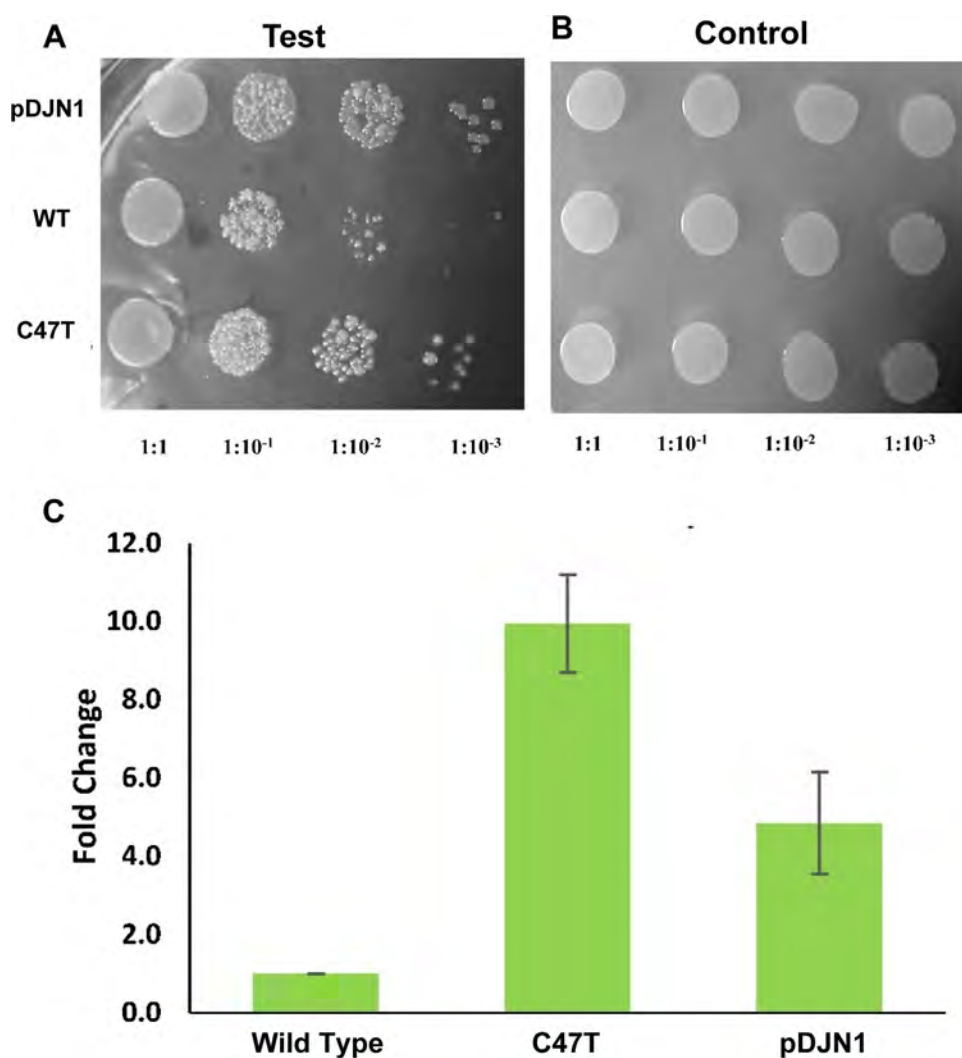 A
Test
B
Control
pDJN1
WT
C47T
1:1 1:10⁻¹ 1:10⁻² 1:10⁻³
1:1 1:10⁻¹ 1:10⁻² 1:10⁻³
C
12.0
10.0
8.0
6.0
4.0
2.0
0.0
Fold Change
Wild Type C47T pDJN1